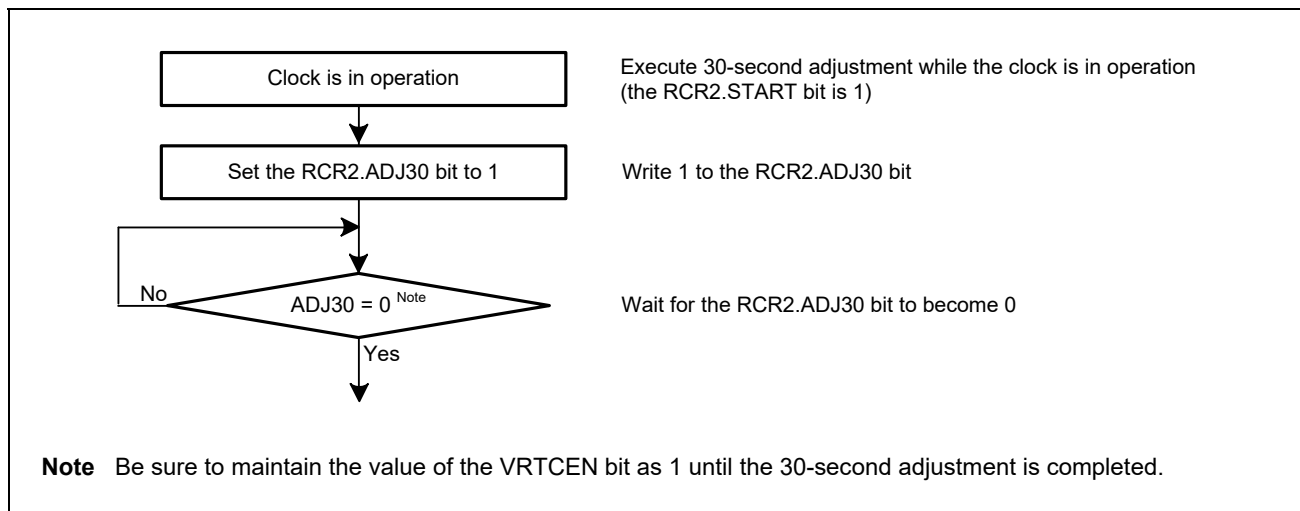 Clock is in operation
Execute 30-second adjustment while the clock is in operation
(the RCR2.START bit is 1)
Set the RCR2.ADJ30 bit to 1
Write 1 to the RCR2.ADJ30 bit
No
ADJ30 = 0 Note
Wait for the RCR2.ADJ30 bit to become 0
Yes
Note Be sure to maintain the value of the VRTCEN bit as 1 until the 30-second adjustment is completed.